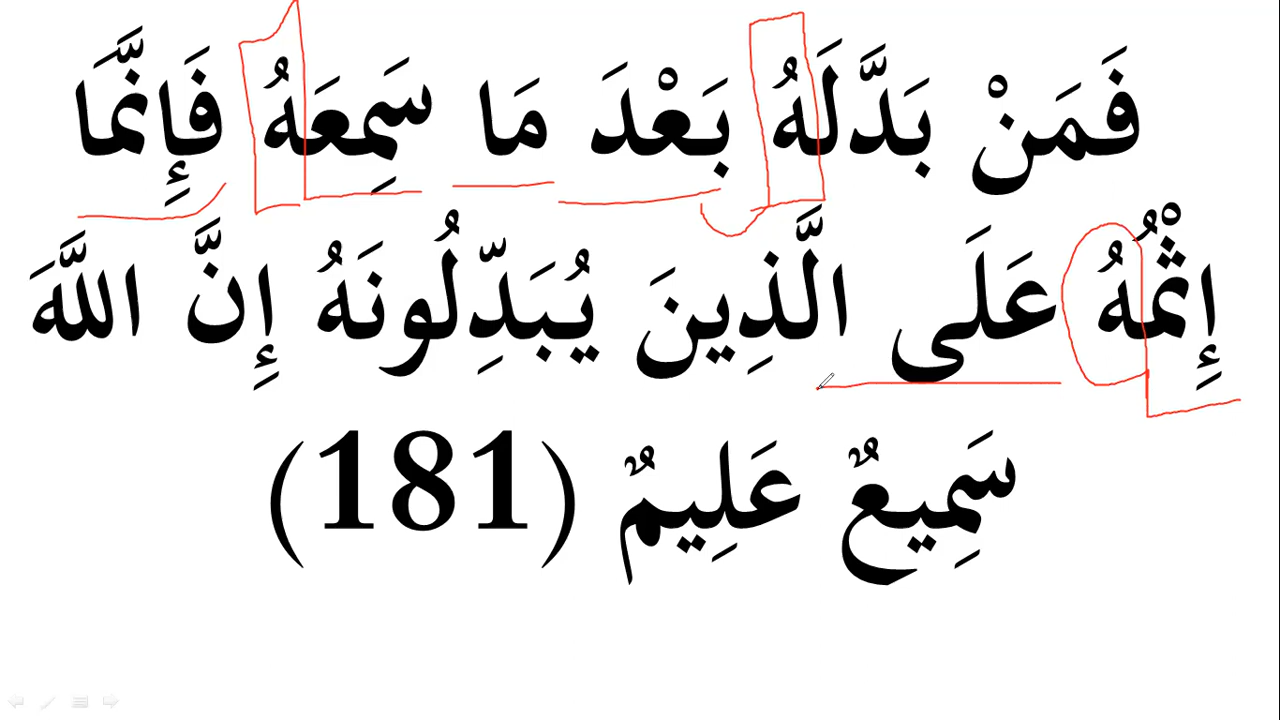 فَمَنْ بَدَّلَهُ بَعْدَ مَا سَمِعَهُ فَإِنَّمَا
إِثْمُهُ عَلَى الَّذِينَ يُبَدِّلُونَهُ إِنَّ اللَّهَ
سَمِيعٌ عَلِيمٌ (181)